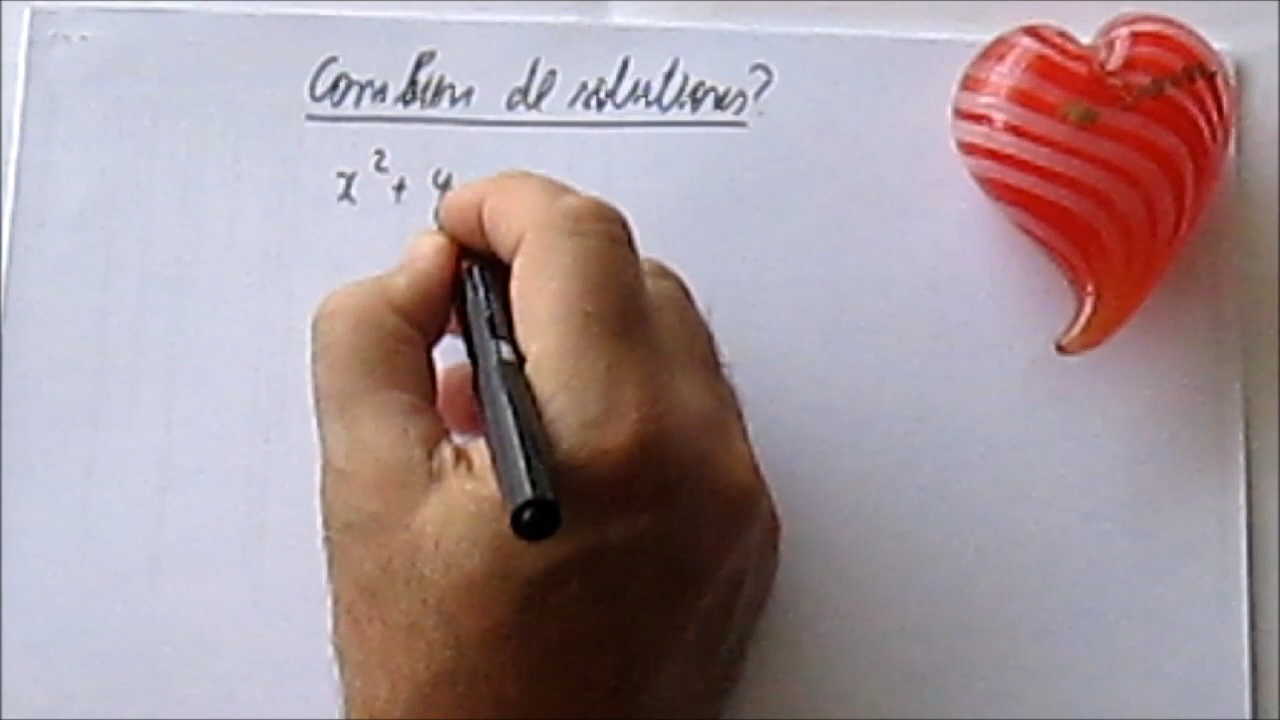 Combien de solutions?
x² + y